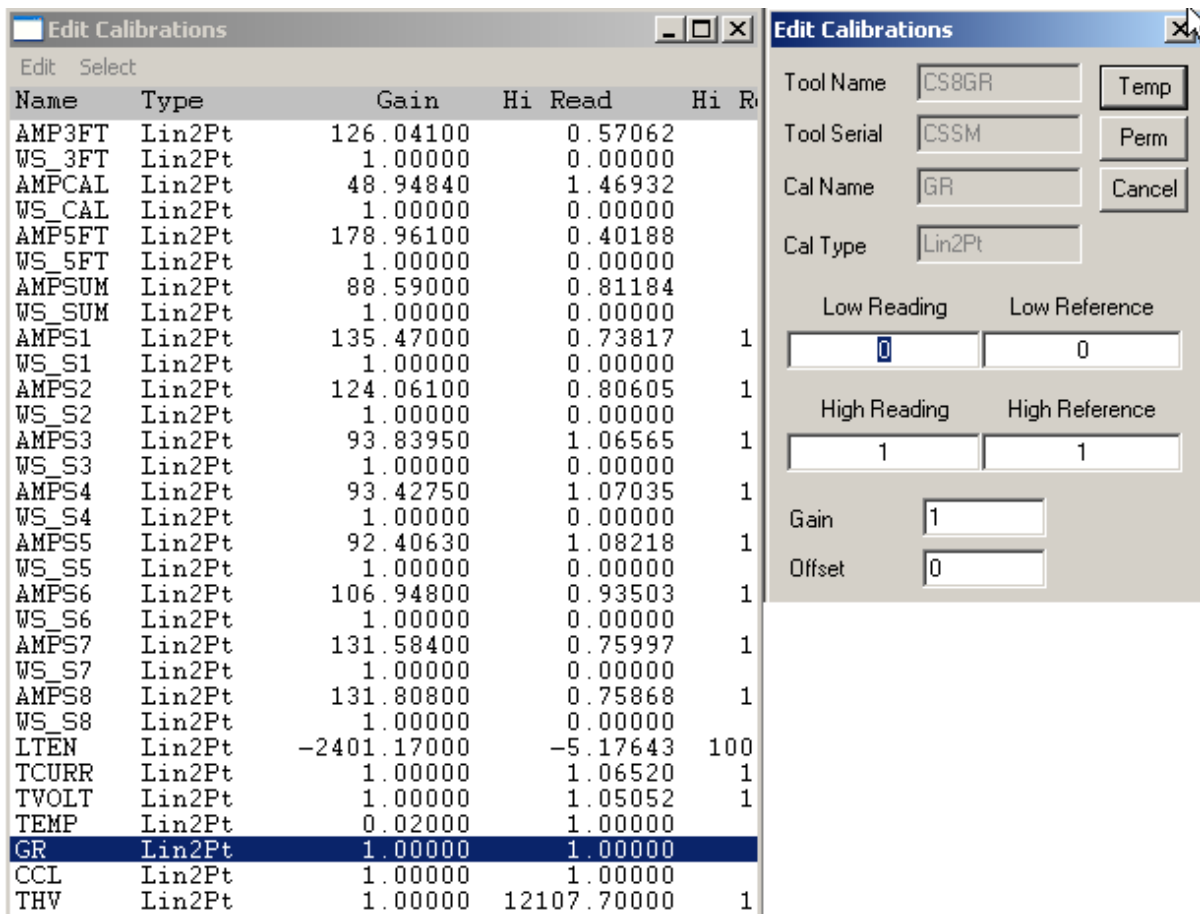 Edit Calibrations
Edit Select
Name Type Gain Hi Read Hi R
AMP3FT Lin2Pt 126.04100 0.57062
WS_3FT Lin2Pt 1.00000 0.00000
AMPCAL Lin2Pt 48.94840 1.46932
WS_CAL Lin2Pt 1.00000 0.00000
AMP5FT Lin2Pt 178.96100 0.40188
WS_5FT Lin2Pt 1.00000 0.00000
AMPSUM Lin2Pt 88.59000 0.81184
WS_SUM Lin2Pt 1.00000 0.00000
AMPS1 Lin2Pt 135.47000 0.73817 1
WS_S1 Lin2Pt 1.00000 0.00000
AMPS2 Lin2Pt 124.06100 0.80605 1
WS_S2 Lin2Pt 1.00000 0.00000
AMPS3 Lin2Pt 93.83950 1.06565 1
WS_S3 Lin2Pt 1.00000 0.00000
AMPS4 Lin2Pt 93.42750 1.07035 1
WS_S4 Lin2Pt 1.00000 0.00000
AMPS5 Lin2Pt 92.40630 1.08218 1
WS_S5 Lin2Pt 1.00000 0.00000
AMPS6 Lin2Pt 106.94800 0.93503 1
WS_S6 Lin2Pt 1.00000 0.00000
AMPS7 Lin2Pt 131.58400 0.75997 1
WS_S7 Lin2Pt 1.00000 0.00000
AMPS8 Lin2Pt 131.80800 0.75868 1
WS_S8 Lin2Pt 1.00000 0.00000
LTEN Lin2Pt -2401.17000 -5.17643 100
TCURR Lin2Pt 1.00000 1.06520 1
TVOLT Lin2Pt 1.00000 1.05052 1
TEMP Lin2Pt 0.02000 1.00000
GR Lin2Pt 1.00000 1.00000
CCL Lin2Pt 1.00000 1.00000
THV Lin2Pt 1.00000 12107.70000 1
Edit Calibrations
Tool Name CS8GR Temp
Tool Serial CSSM Perm
Cal Name GR Cancel
Cal Type Lin2Pt
Low Reading Low Reference
0 0
High Reading High Reference
1 1
Gain 1
Offset 0